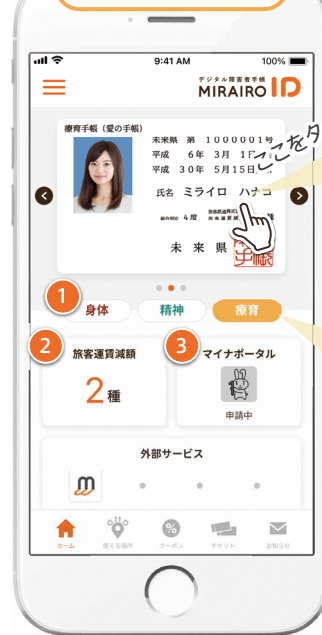 9:41 AM
100%
デジタル障害者手帳
MIRAIRO ID
療育手帳（愛の手帳）
未来県 第 1000001号
平成 6年 3月 1日
平成 30年 5月15日
ここをタ
氏名 ミライロ ハナコ
総合判定 4度
未来県
1
身体
精神
療育
2
旅客運賃減額
2種
3
マイナポータル
申請中
外部サービス
ホーム
使える場所
クーポン
チケット
お知らせ